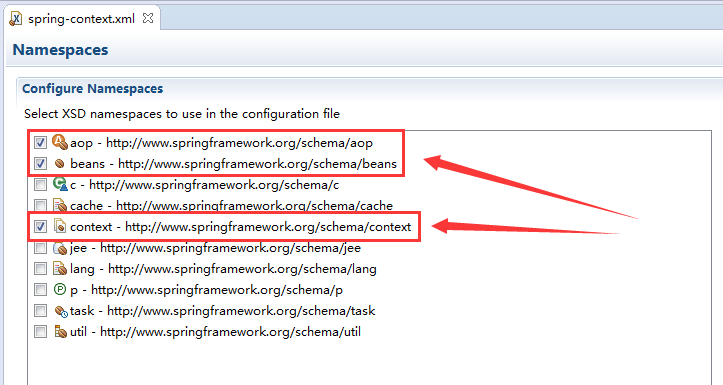 spring-context.xml
Namespaces
Configure Namespaces
Select XSD namespaces to use in the configuration file
aop - http://www.springframework.org/schema/aop
beans - http://www.springframework.org/schema/beans
c - http://www.springframework.org/schema/c
cache - http://www.springframework.org/schema/cache
context - http://www.springframework.org/schema/context
jee - http://www.springframework.org/schema/jee
lang - http://www.springframework.org/schema/lang
p - http://www.springframework.org/schema/p
task - http://www.springframework.org/schema/task
util - http://www.springframework.org/schema/util